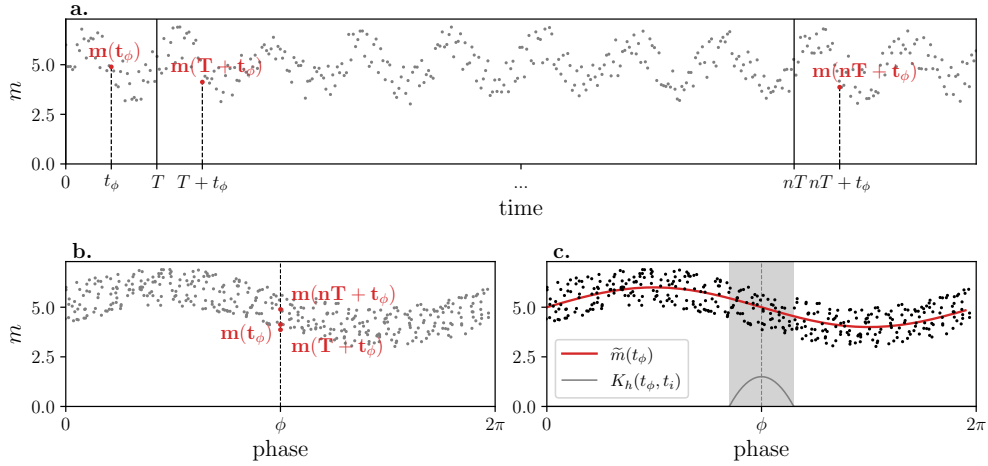 a.
m
5.0
2.5
0.0
m(t_ϕ)
m(T + t_ϕ)
m(nT + t_ϕ)
0
t_ϕ
T
T + t_ϕ
...
nT
nT + t_ϕ
time
b.
m
5.0
2.5
0.0
m(nT + t_ϕ)
m(t_ϕ)
m(T + t_ϕ)
0
ϕ
2π
phase
c.
5.0
2.5
0.0
m̃(t_ϕ)
K_h(t_ϕ, t_i)
0
ϕ
2π
phase